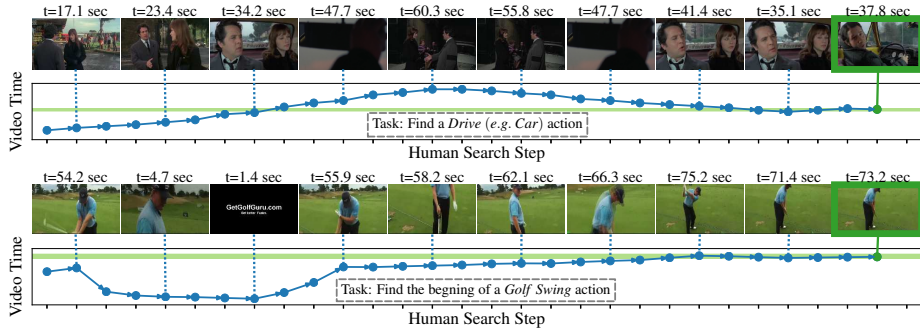 t=17.1 sec t=23.4 sec t=34.2 sec t=47.7 sec t=60.3 sec t=55.8 sec t=47.7 sec t=41.4 sec t=35.1 sec t=37.8 sec
Video Time
Task: Find a Drive (e.g. Car) action
Human Search Step
t=54.2 sec t=4.7 sec t=1.4 sec t=55.9 sec t=58.2 sec t=62.1 sec t=66.3 sec t=75.2 sec t=71.4 sec t=73.2 sec
GetGolfGuru.com
Video Time
Task: Find the begning of a Golf Swing action
Human Search Step